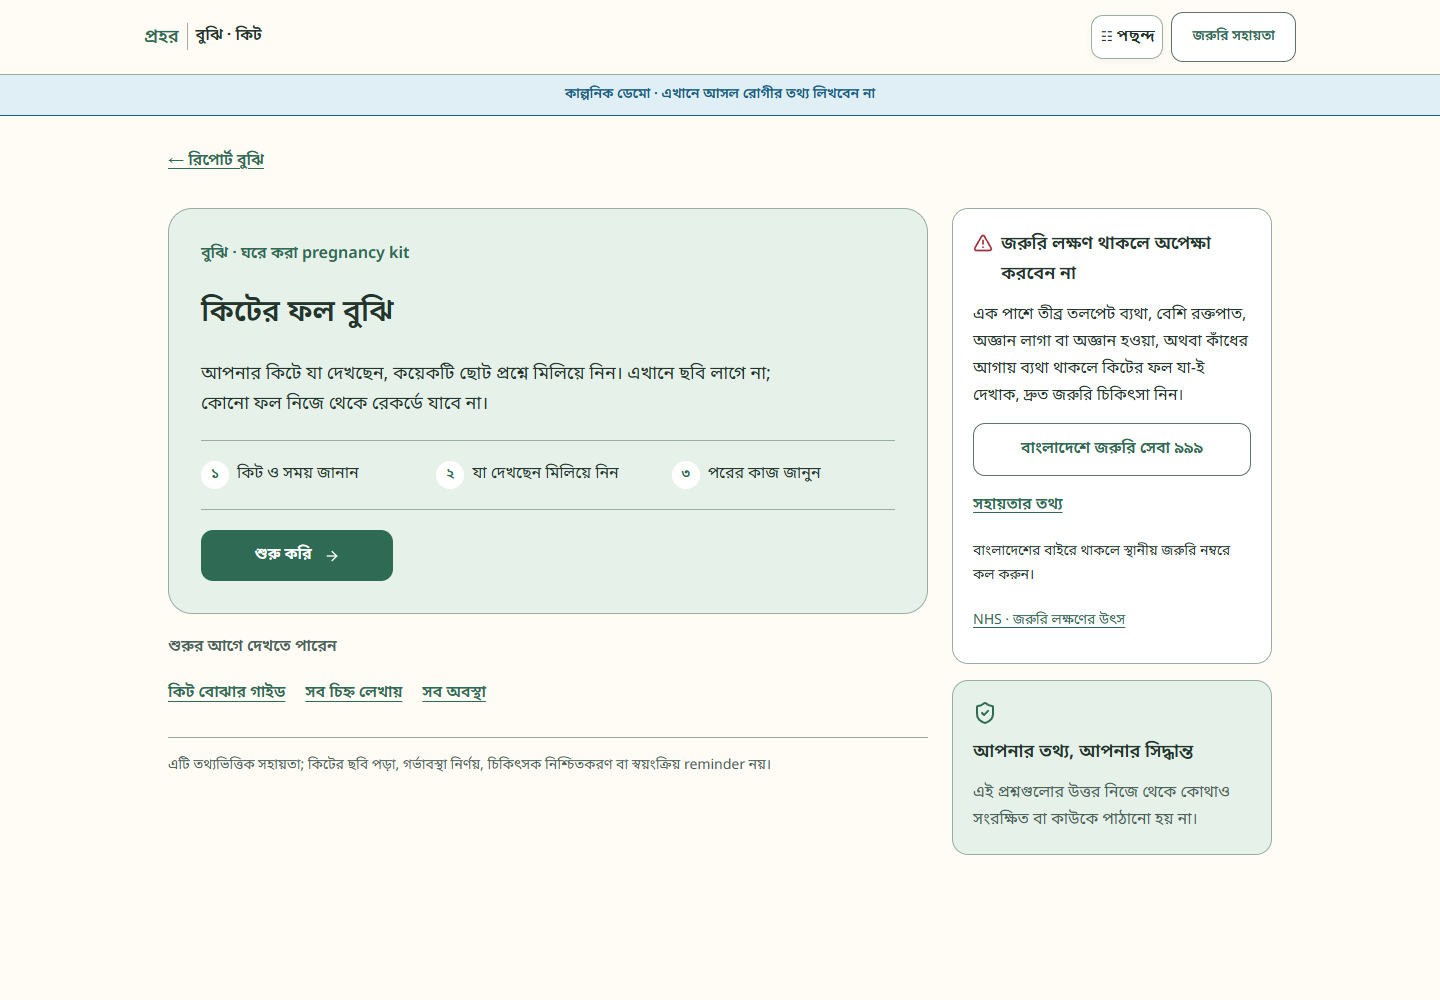 প্রহর
বুঝি · কিট
পছন্দ
জরুরি সহায়তা
কাল্পনিক ডেমো · এখানে আসল রোগীর তথ্য লিখবেন না
← রিপোর্ট বুঝি
বুঝি · ঘরে করা pregnancy kit
কিটের ফল বুঝি
আপনার কিটে যা দেখছেন, কয়েকটি ছোট প্রশ্নে মিলিয়ে নিন। এখানে ছবি লাগে না;
কোনো ফল নিজে থেকে রেকর্ডে যাবে না।
১ কিট ও সময় জানান
২ যা দেখছেন মিলিয়ে নিন
৩ পরের কাজ জানুন
শুরু করি →
শুরুর আগে দেখতে পারেন
কিট বোঝার গাইড সব চিহ্ন লেখায় সব অবস্থা
এটি তথ্যভিত্তিক সহায়তা; কিটের ছবি পড়া, গর্ভাবস্থা নির্ণয়, চিকিৎসক নিশ্চিতকরণ বা স্বয়ংক্রিয় reminder নয়।
জরুরি লক্ষণ থাকলে অপেক্ষা
করবেন না
এক পাশে তীব্র তলপেট ব্যথা, বেশি রক্তপাত,
অজ্ঞান লাগা বা অজ্ঞান হওয়া, অথবা কাঁধের
আগায় ব্যথা থাকলে কিটের ফল যা-ই
দেখাক, দ্রুত জরুরি চিকিৎসা নিন।
বাংলাদেশে জরুরি সেবা ৯৯৯
সহায়তার তথ্য
বাংলাদেশের বাইরে থাকলে স্থানীয় জরুরি নম্বরে
কল করুন।
NHS · জরুরি লক্ষণের উৎস
আপনার তথ্য, আপনার সিদ্ধান্ত
এই প্রশ্নগুলোর উত্তর নিজে থেকে কোথাও
সংরক্ষিত বা কাউকে পাঠানো হয় না।